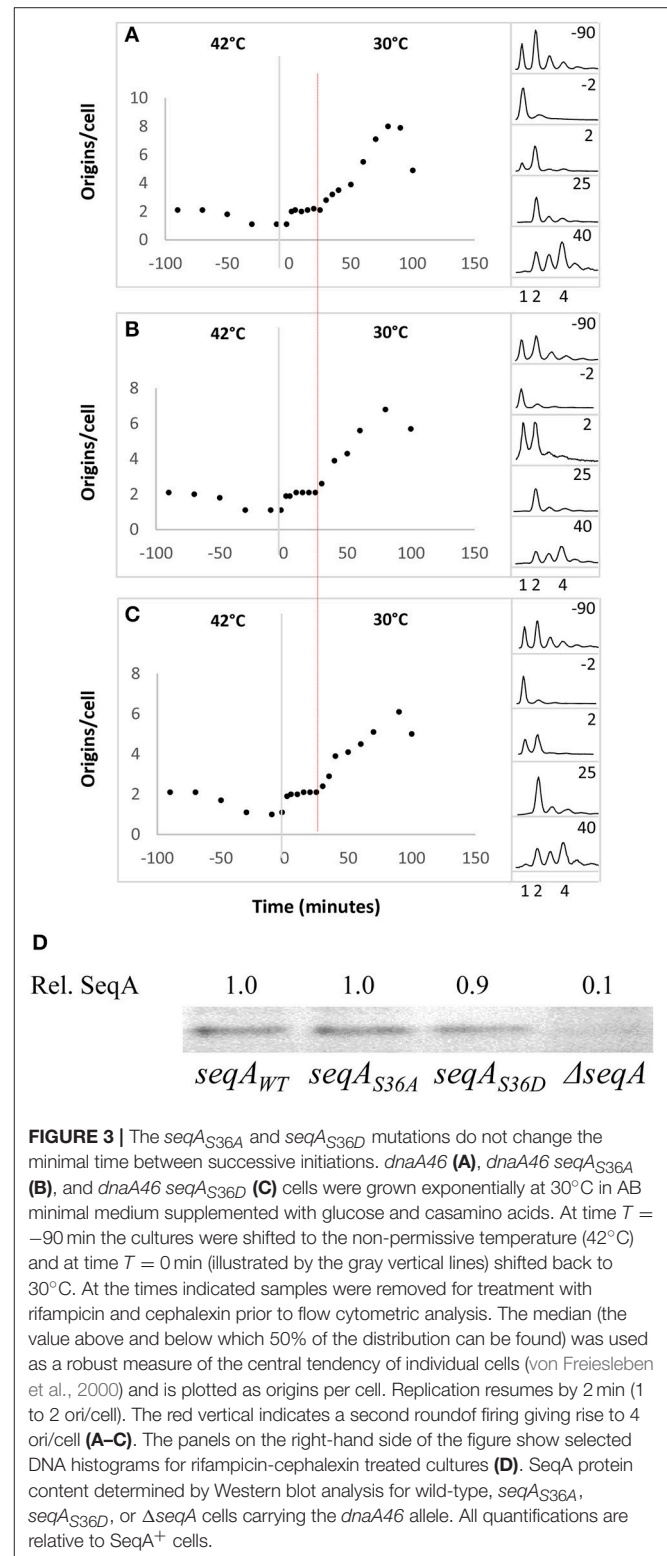 A
42°C 30°C
Origins/cell
10
8
6
4
2
0
-100 -50 0 50 100 150
-90
-2
2
25
40
1 2 4
B
42°C 30°C
Origins/cell
8
6
4
2
0
-100 -50 0 50 100 150
-90
-2
2
25
40
1 2 4
C
42°C 30°C
Origins/cell
8
6
4
2
0
-100 -50 0 50 100 150
Time (minutes)
-90
-2
2
25
40
1 2 4
D
Rel. SeqA 1.0 1.0 0.9 0.1
seqA_WT seqA_S36A seqA_S36D ΔseqA
FIGURE 3 | The seqA_S36A and seqA_S36D mutations do not change the
minimal time between successive initiations. dnaA46 (A), dnaA46 seqA_S36A
(B), and dnaA46 seqA_S36D (C) cells were grown exponentially at 30°C in AB
minimal medium supplemented with glucose and casamino acids. At time T =
−90 min the cultures were shifted to the non-permissive temperature (42°C)
and at time T = 0 min (illustrated by the gray vertical lines) shifted back to
30°C. At the times indicated samples were removed for treatment with
rifampicin and cephalexin prior to flow cytometric analysis. The median (the
value above and below which 50% of the distribution can be found) was used
as a robust measure of the central tendency of individual cells (von Freiesleben
et al., 2000) and is plotted as origins per cell. Replication resumes by 2 min (1
to 2 ori/cell). The red vertical indicates a second roundof firing giving rise to 4
ori/cell (A–C). The panels on the right-hand side of the figure show selected
DNA histograms for rifampicin-cephalexin treated cultures (D). SeqA protein
content determined by Western blot analysis for wild-type, seqA_S36A,
seqA_S36D, or ΔseqA cells carrying the dnaA46 allele. All quantifications are
relative to SeqA⁺ cells.